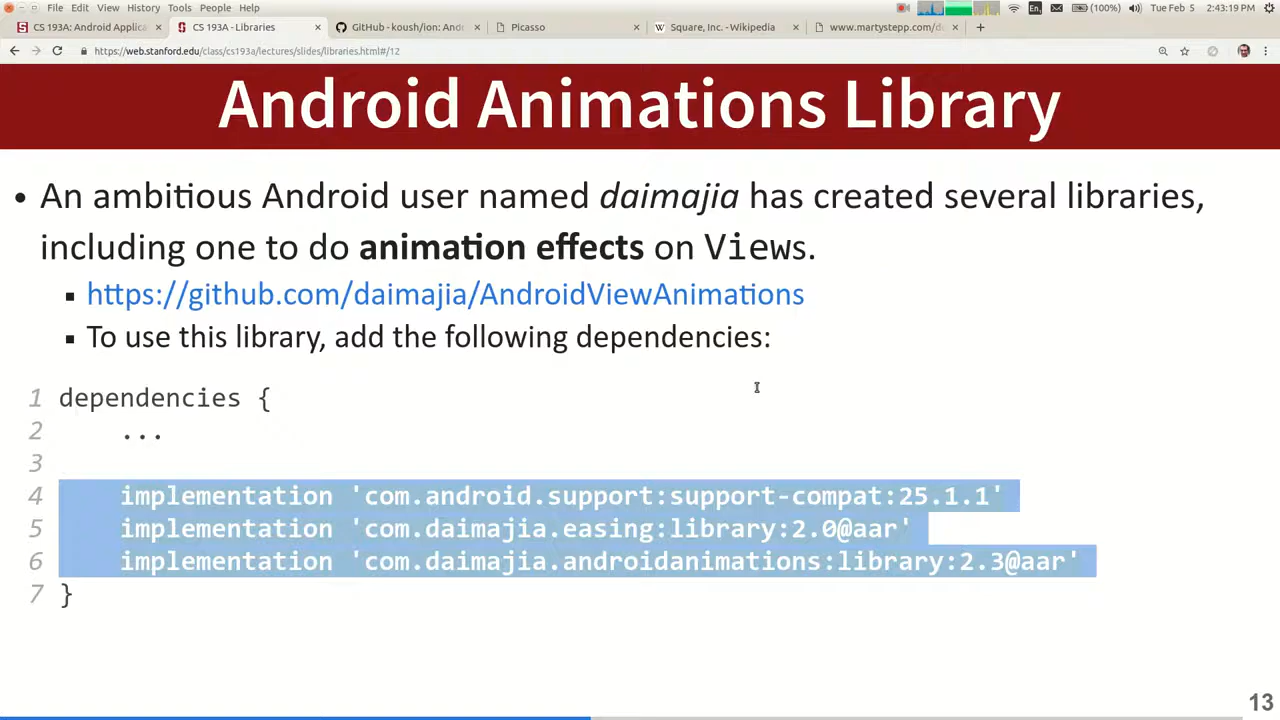 File Edit View History Tools People Help
En (100%) Tue Feb 5 2:43:19 PM
CS 193A: Android Applica × CS 193A - Libraries × GitHub - koush/ion: And × Picasso × Square, Inc. - Wikipedia × www.martystepp.com/d ×
https://web.stanford.edu/class/cs193a/lectures/slides/libraries.html#/12
Android Animations Library
• An ambitious Android user named daimajia has created several libraries,
including one to do animation effects on Views.
▪ https://github.com/daimajia/AndroidViewAnimations
▪ To use this library, add the following dependencies:
1 dependencies {
2 ...
3
4 implementation 'com.android.support:support-compat:25.1.1'
5 implementation 'com.daimajia.easing:library:2.0@aar'
6 implementation 'com.daimajia.androidanimations:library:2.3@aar'
7 }
13